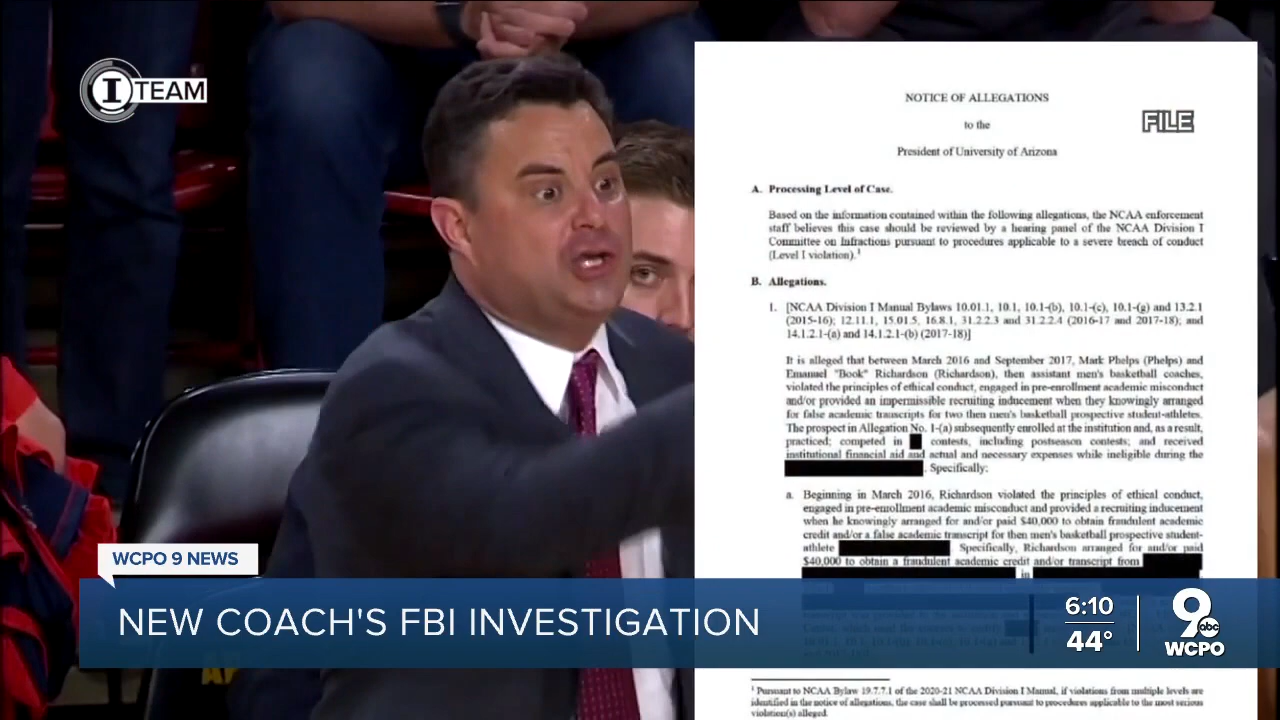 I TEAM
NOTICE OF ALLEGATIONS
FILE
to the
President of University of Arizona
A. Processing Level of Case.
Based on the information contained within the following allegations, the NCAA enforcement
staff believes this case should be reviewed by a hearing panel of the NCAA Division I
Committee on Infractions pursuant to procedures applicable to a severe breach of conduct
(Level I violation).¹
B. Allegations.
1. [NCAA Division I Manual Bylaws 10.01.1, 10.1, 10.1-(b), 10.1-(c), 10.1-(g) and 13.2.1
(2015-16); 12.11.1, 15.01.5, 16.8.1, 31.2.2.3 and 31.2.2.4 (2016-17 and 2017-18); and
14.1.2.1-(a) and 14.1.2.1-(b) (2017-18)]
It is alleged that between March 2016 and September 2017, Mark Phelps (Phelps) and
Emanuel "Book" Richardson (Richardson), then assistant men's basketball coaches,
violated the principles of ethical conduct, engaged in pre-enrollment academic misconduct
and/or provided an impermissible recruiting inducement when they knowingly arranged
for false academic transcripts for two then men's basketball prospective student-athletes.
The prospect in Allegation No. 1-(a) subsequently enrolled at the institution and, as a result,
practiced; competed in contests, including postseason contests; and received
institutional financial aid and actual and necessary expenses while ineligible during the
. Specifically:
a. Beginning in March 2016, Richardson violated the principles of ethical conduct,
engaged in pre-enrollment academic misconduct and provided a recruiting inducement
when he knowingly arranged for and/or paid $40,000 to obtain fraudulent academic
credit and/or a false academic transcript for then men's basketball prospective student-
athlete . Specifically, Richardson arranged for and/or paid
$40,000 to obtain a fraudulent academic credit and/or transcript from
in
WCPO 9 NEWS
NEW COACH'S FBI INVESTIGATION
6:10
44°
9 abc
WCPO
¹ Pursuant to NCAA Bylaw 19.7.7.1 of the 2020-21 NCAA Division I Manual, if violations from multiple levels are
identified in the notice of allegations, the case shall be processed pursuant to procedures applicable to the most serious
violation(s) alleged.